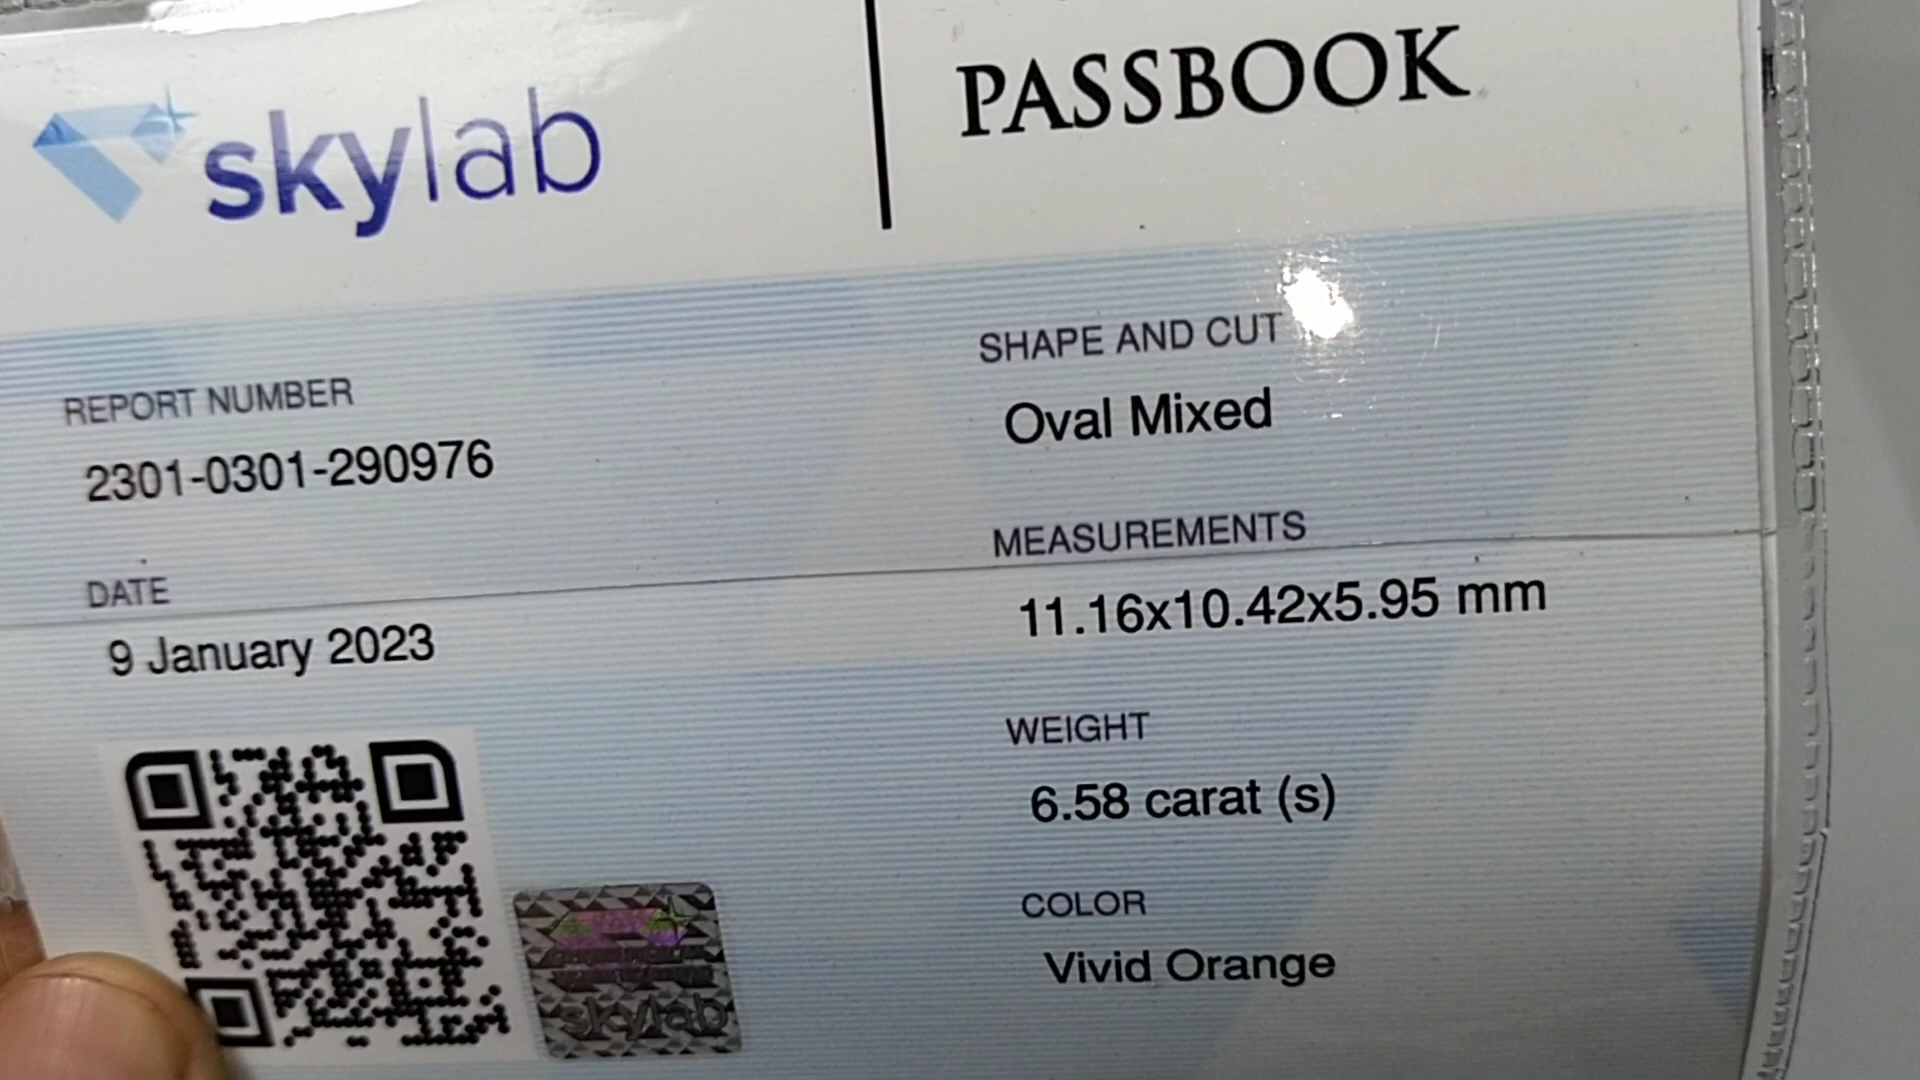 skylab
PASSBOOK
REPORT NUMBER
2301-0301-290976
DATE
9 January 2023
SHAPE AND CUT
Oval Mixed
MEASUREMENTS
11.16x10.42x5.95 mm
WEIGHT
6.58 carat (s)
COLOR
Vivid Orange
skylab